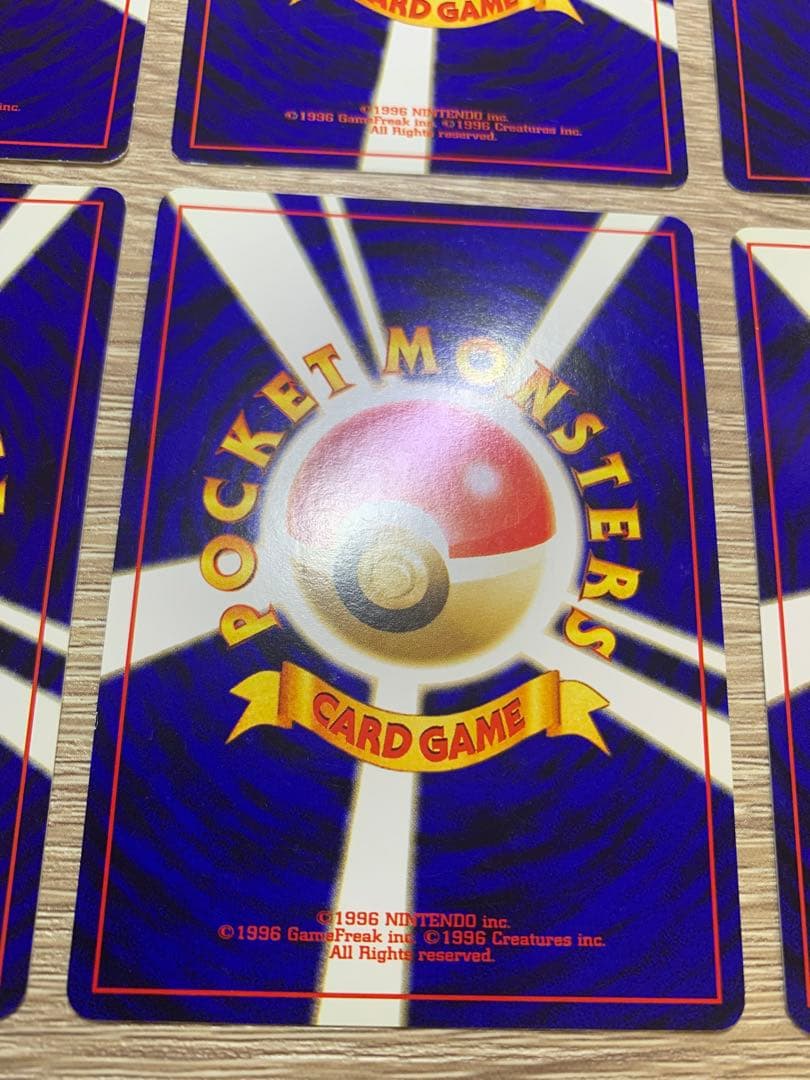 CARD GAME
inc.
©1996 NINTENDO inc.
©1996 GameFreak inc. ©1996 Creatures inc.
All Rights reserved.
POCKET MONSTERS
CARD GAME
©1996 NINTENDO inc.
©1996 GameFreak inc. ©1996 Creatures inc.
All Rights reserved.